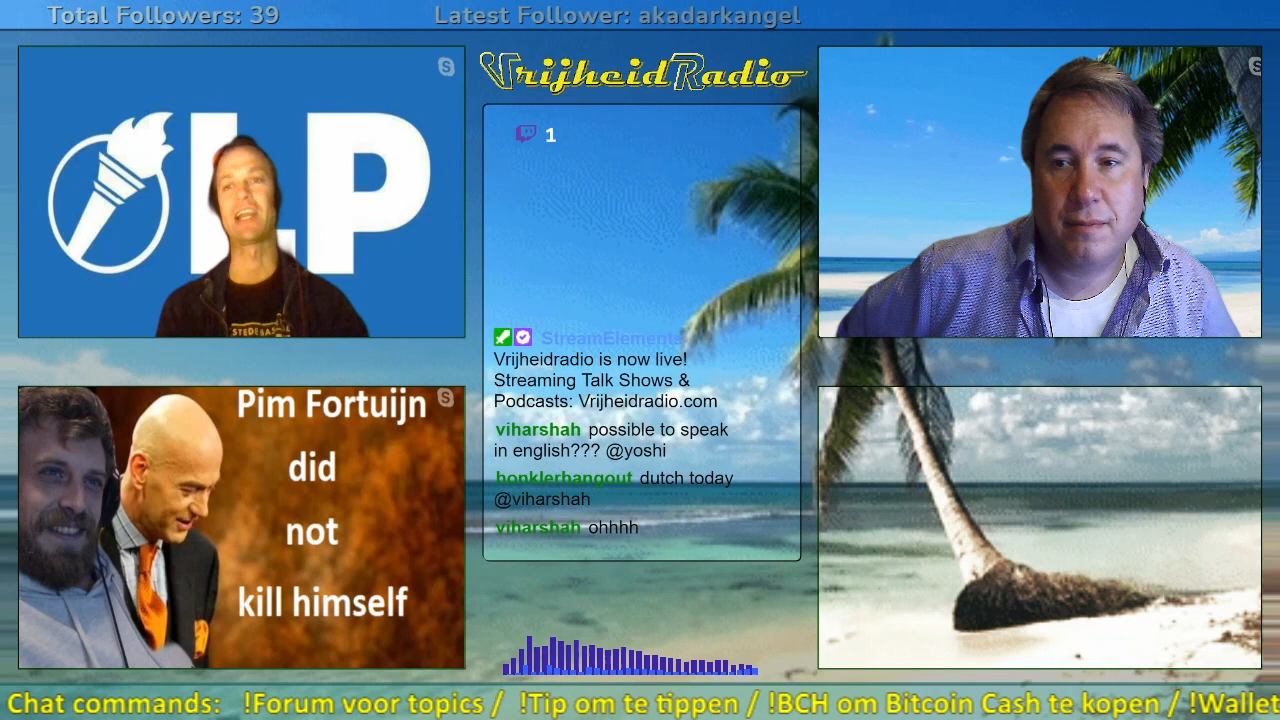 Total Followers: 39
Latest Follower: akadarkangel
LP
VrijheidRadio
1
StreamElements
Vrijheidradio is now live!
Streaming Talk Shows &
Podcasts: Vrijheidradio.com
viharshah possible to speak
in english??? @yoshi
honklerhangout dutch today
@viharshah
viharshah ohhhh
Pim Fortuijn
did
not
kill himself
Chat commands: !Forum voor topics / !Tip om te tippen / !BCH om Bitcoin Cash te kopen / !Wallet